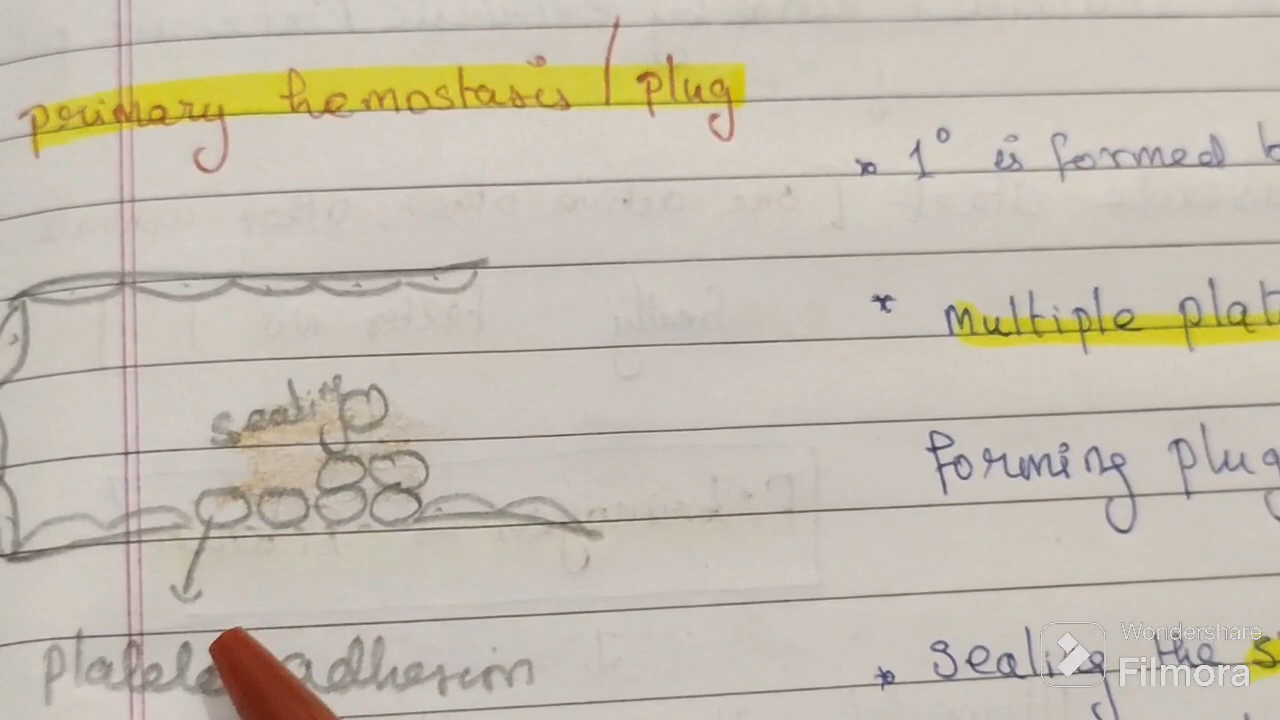 primary hemostasis / plug
* 1° is formed b
* multiple plat
sealing
forming plug
platelet adhesion
* sealing the s
Wondershare
Filmora